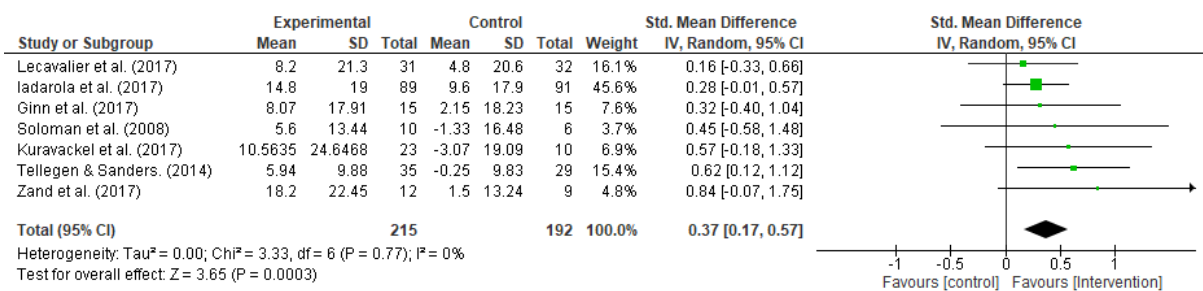 Experimental Control Std. Mean Difference Std. Mean Difference
Study or Subgroup Mean SD Total Mean SD Total Weight IV, Random, 95% CI IV, Random, 95% CI
Lecavalier et al. (2017) 8.2 21.3 31 4.8 20.6 32 16.1% 0.16 [-0.33, 0.66]
Iadarola et al. (2017) 14.8 19 89 9.6 17.9 91 45.6% 0.28 [-0.01, 0.57]
Ginn et al. (2017) 8.07 17.91 15 2.15 18.23 15 7.6% 0.32 [-0.40, 1.04]
Soloman et al. (2008) 5.6 13.44 10 -1.33 16.48 6 3.7% 0.45 [-0.58, 1.48]
Kuravackel et al. (2017) 10.5635 24.6468 23 -3.07 19.09 10 6.9% 0.57 [-0.18, 1.33]
Tellegen & Sanders. (2014) 5.94 9.88 35 -0.25 9.83 29 15.4% 0.62 [0.12, 1.12]
Zand et al. (2017) 18.2 22.45 12 1.5 13.24 9 4.8% 0.84 [-0.07, 1.75]
Total (95% CI) 215 192 100.0% 0.37 [0.17, 0.57]
Heterogeneity: Tau² = 0.00; Chi² = 3.33, df = 6 (P = 0.77); I² = 0%
Test for overall effect: Z = 3.65 (P = 0.0003)
-1 -0.5 0 0.5 1
Favours [control] Favours [Intervention]